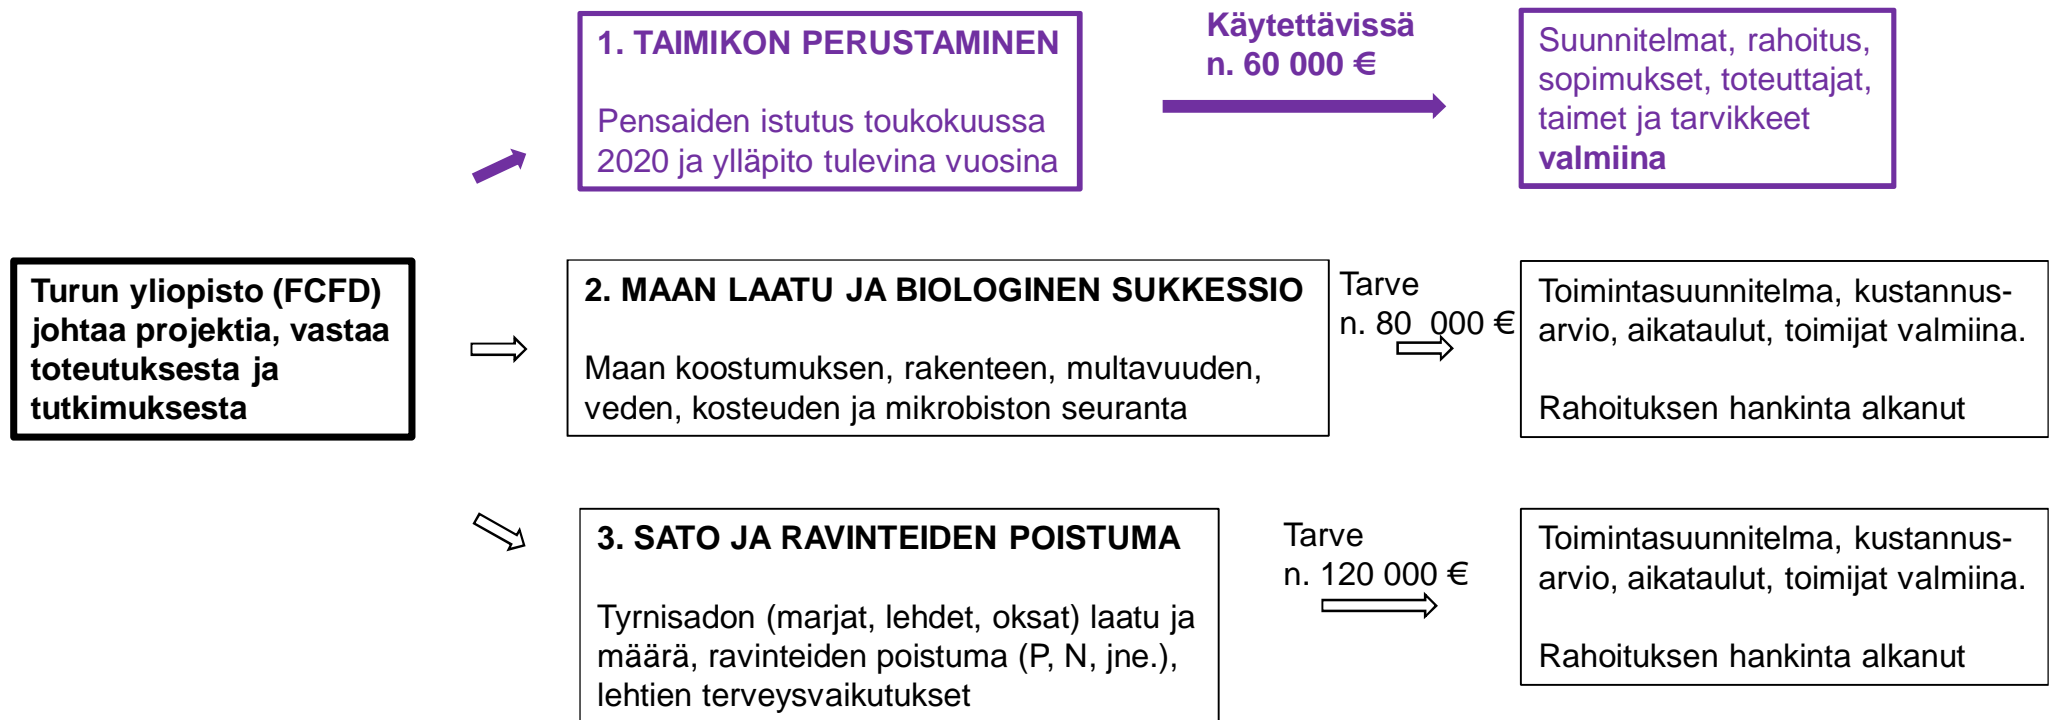 1. TAIMIKON PERUSTAMINEN
Pensaiden istutus toukokuussa
2020 ja ylläpito tulevina vuosina
Käytettävissä
n. 60 000 €
Suunnitelmat, rahoitus,
sopimukset, toteuttajat,
taimet ja tarvikkeet
valmiina
Turun yliopisto (FCFD)
johtaa projektia, vastaa
toteutuksesta ja
tutkimuksesta
2. MAAN LAATU JA BIOLOGINEN SUKKESSIO
Maan koostumuksen, rakenteen, multavuuden,
veden, kosteuden ja mikrobiston seuranta
Tarve
n. 80 000 €
Toimintasuunnitelma, kustannus-
arvio, aikataulut, toimijat valmiina.
Rahoituksen hankinta alkanut
3. SATO JA RAVINTEIDEN POISTUMA
Tyrnisadon (marjat, lehdet, oksat) laatu ja
määrä, ravinteiden poistuma (P, N, jne.),
lehtien terveysvaikutukset
Tarve
n. 120 000 €
Toimintasuunnitelma, kustannus-
arvio, aikataulut, toimijat valmiina.
Rahoituksen hankinta alkanut